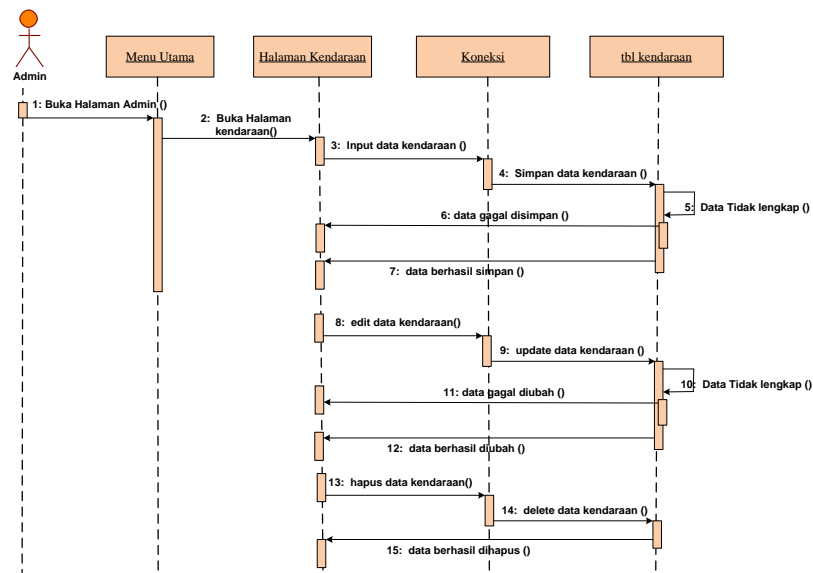 Admin
Menu Utama
Halaman Kendaraan
Koneksi
tbl kendaraan
1: Buka Halaman Admin ()
2: Buka Halaman
kendaraan()
3: Input data kendaraan ()
4: Simpan data kendaraan ()
5: Data Tidak lengkap ()
6: data gagal disimpan ()
7: data berhasil simpan ()
8: edit data kendaraan()
9: update data kendaraan ()
10: Data Tidak lengkap ()
11: data gagal diubah ()
12: data berhasil diubah ()
13: hapus data kendaraan()
14: delete data kendaraan ()
15: data berhasil dihapus ()